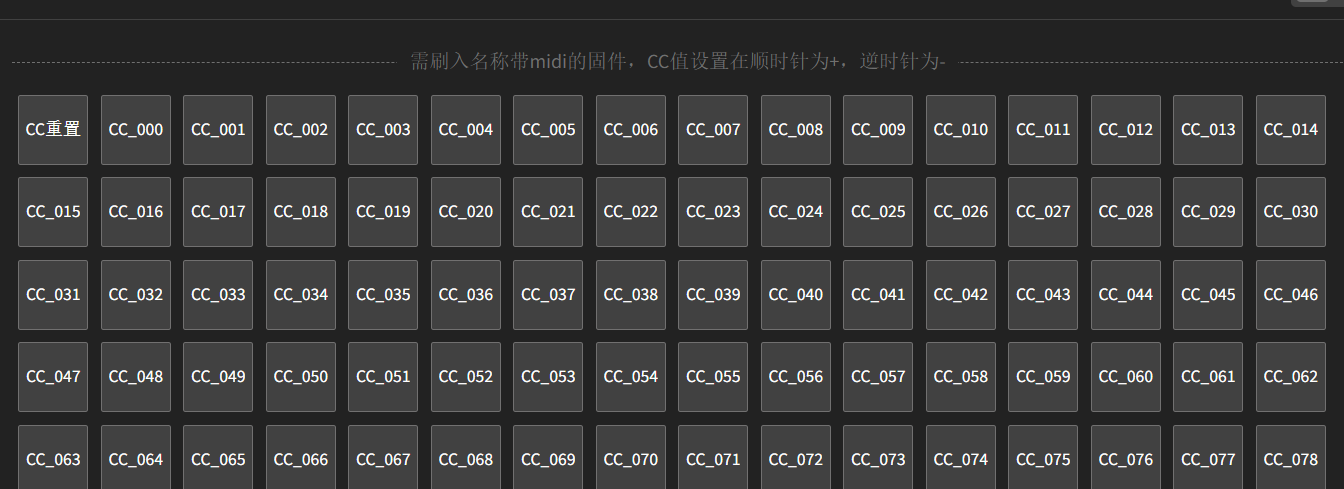 需刷入名称带midi的固件，CC值设置在顺时针为+，逆时针为-
CC重置 CC_000 CC_001 CC_002 CC_003 CC_004 CC_005 CC_006 CC_007 CC_008 CC_009 CC_010 CC_011 CC_012 CC_013 CC_014
CC_015 CC_016 CC_017 CC_018 CC_019 CC_020 CC_021 CC_022 CC_023 CC_024 CC_025 CC_026 CC_027 CC_028 CC_029 CC_030
CC_031 CC_032 CC_033 CC_034 CC_035 CC_036 CC_037 CC_038 CC_039 CC_040 CC_041 CC_042 CC_043 CC_044 CC_045 CC_046
CC_047 CC_048 CC_049 CC_050 CC_051 CC_052 CC_053 CC_054 CC_055 CC_056 CC_057 CC_058 CC_059 CC_060 CC_061 CC_062
CC_063 CC_064 CC_065 CC_066 CC_067 CC_068 CC_069 CC_070 CC_071 CC_072 CC_073 CC_074 CC_075 CC_076 CC_077 CC_078